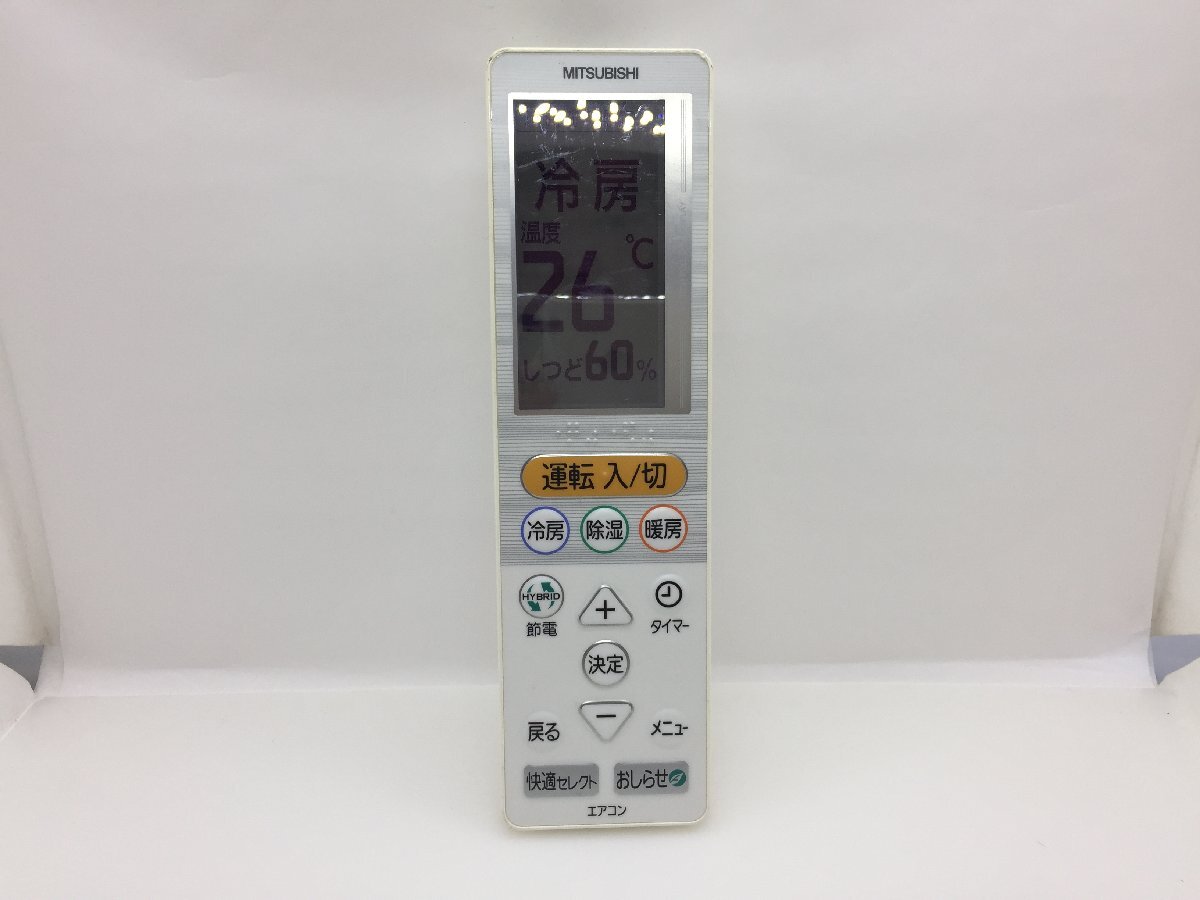 MITSUBISHI
冷房
温度
26℃
しつど60%
運転 入/切
冷房 除湿 暖房
HYBRID
節電
+
タイマー
決定
−
戻る
メニュー
快適セレクト おしらせ
エアコン